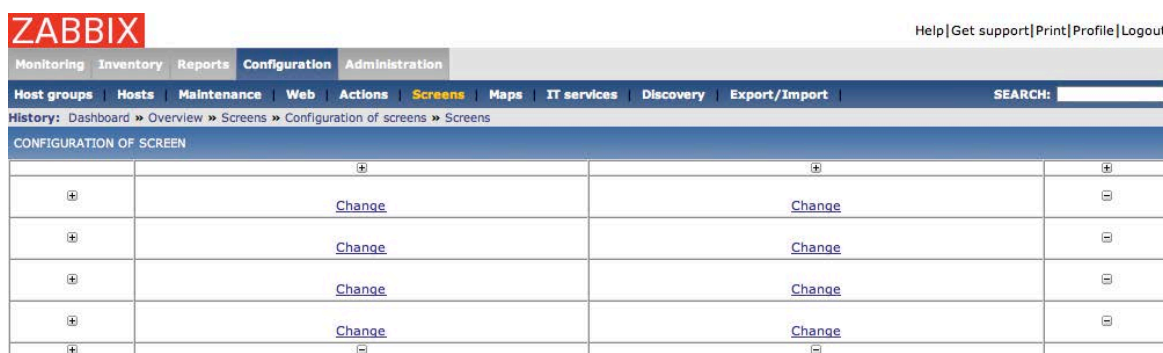 ZABBIX
Help|Get support|Print|Profile|Logout
Monitoring Inventory Reports Configuration Administration
Host groups | Hosts | Maintenance | Web | Actions | Screens | Maps | IT services | Discovery | Export/Import | SEARCH:
History: Dashboard » Overview » Screens » Configuration of screens » Screens
CONFIGURATION OF SCREEN
Change Change
Change Change
Change Change
Change Change